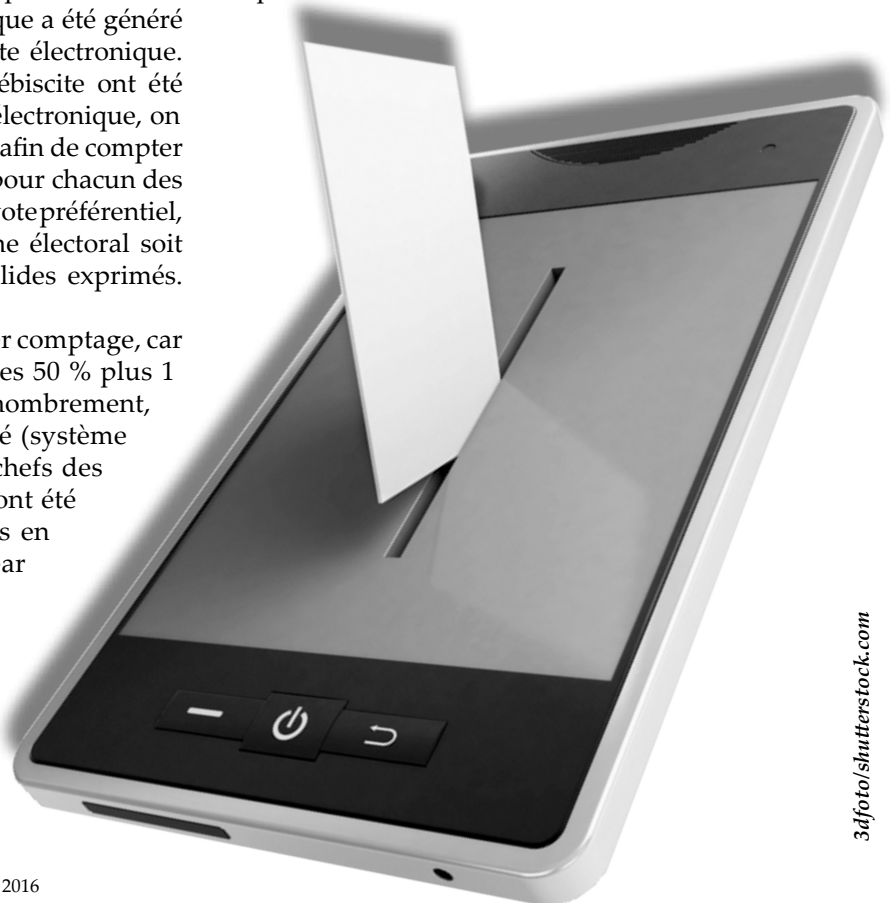 que a été généré
te électronique.
ébiscite ont été
électronique, on
afin de compter
pour chacun des
vote préférentiel,
ne électoral soit
lides exprimés.
r comptage, car
es 50 % plus 1
nombrement,
é (système
chefs des
ont été
s en
ar
3dfoto/shutterstock.com
2016